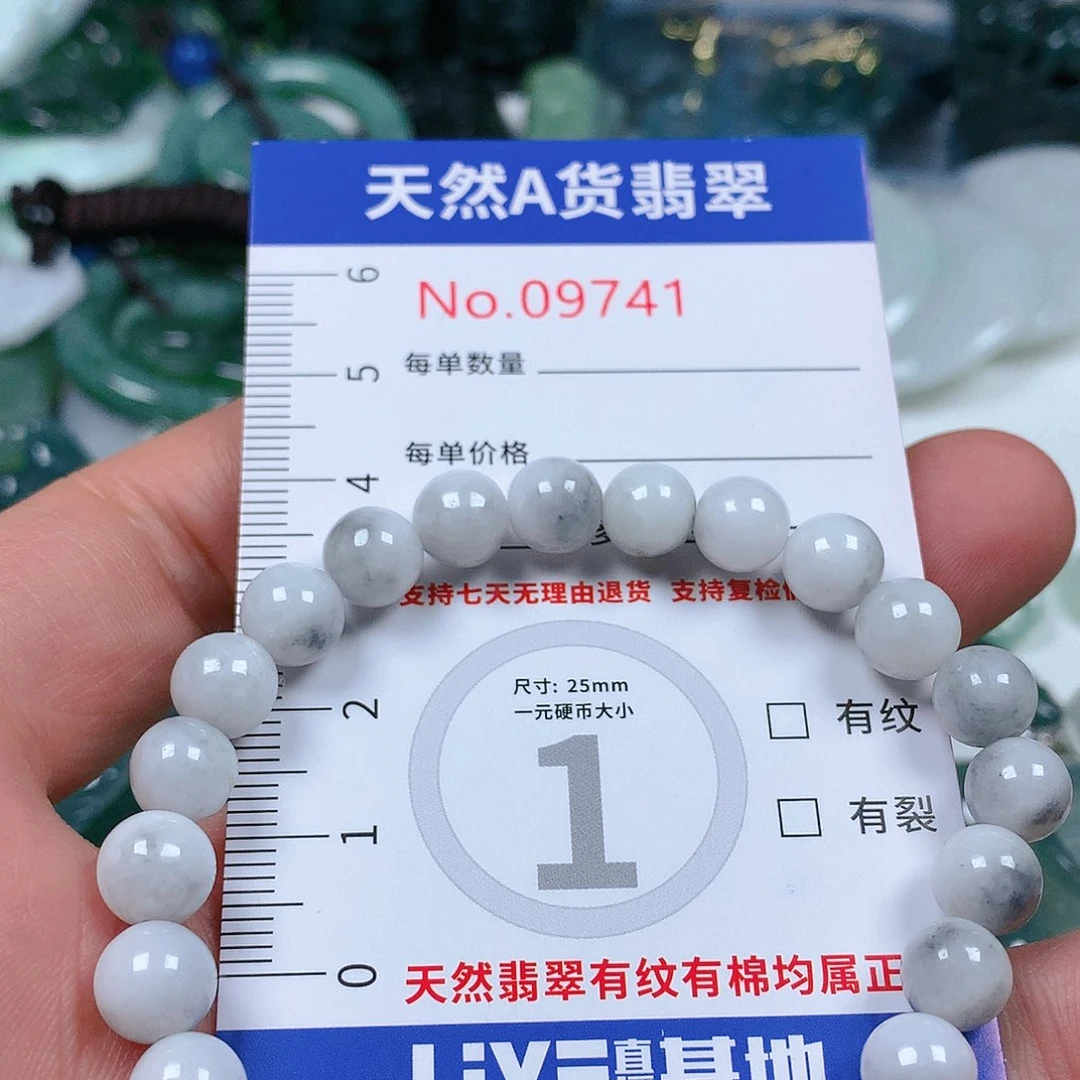 天然A货翡翠
No.09741
6
每单数量
5
每单价格
4
支持七天无理由退货 支持复检
尺寸: 25mm
一元硬币大小
2
有纹
1
1
有裂
0
天然翡翠有纹有棉均属正
基地